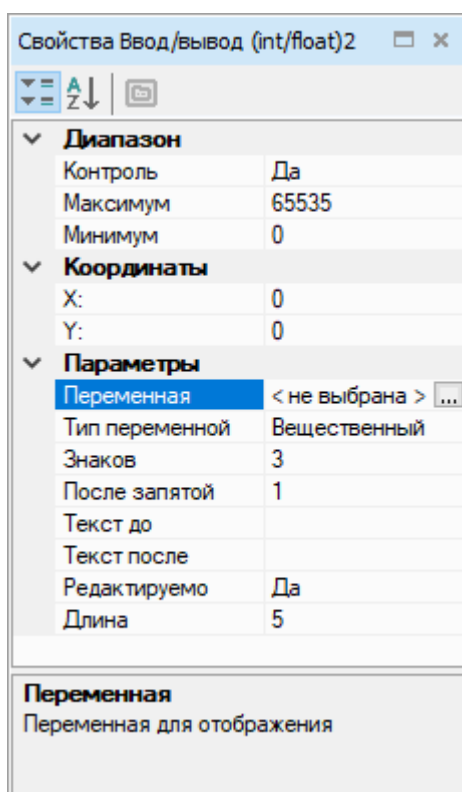 Свойства Ввод/вывод (int/float)2
Диапазон
Контроль Да
Максимум 65535
Минимум 0
Координаты
X: 0
Y: 0
Параметры
Переменная < не выбрана > ...
Тип переменной Вещественный
Знаков 3
После запятой 1
Текст до
Текст после
Редактируемо Да
Длина 5
Переменная
Переменная для отображения